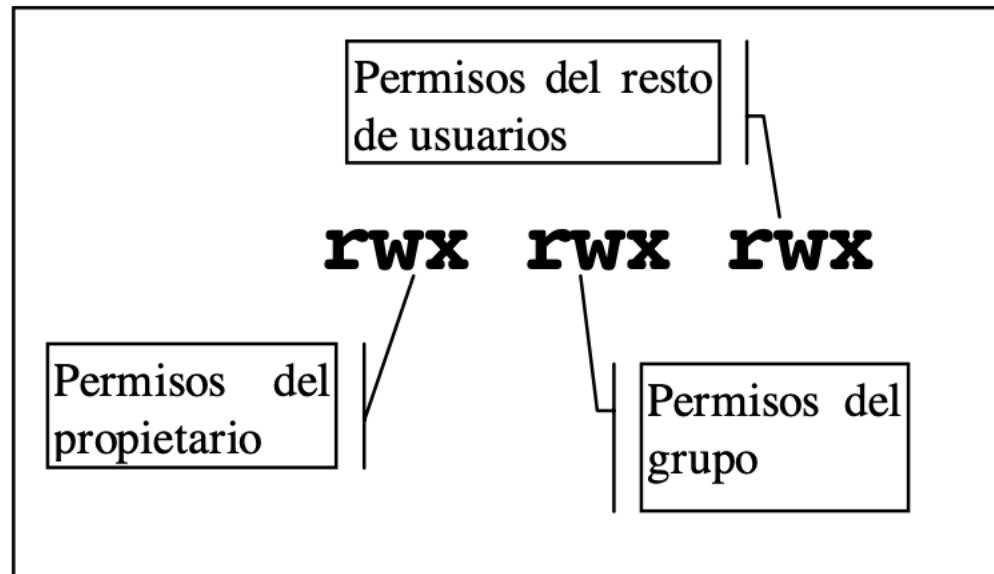 Permisos del resto
de usuarios
rwx rwx rwx
Permisos del
propietario
Permisos del
grupo